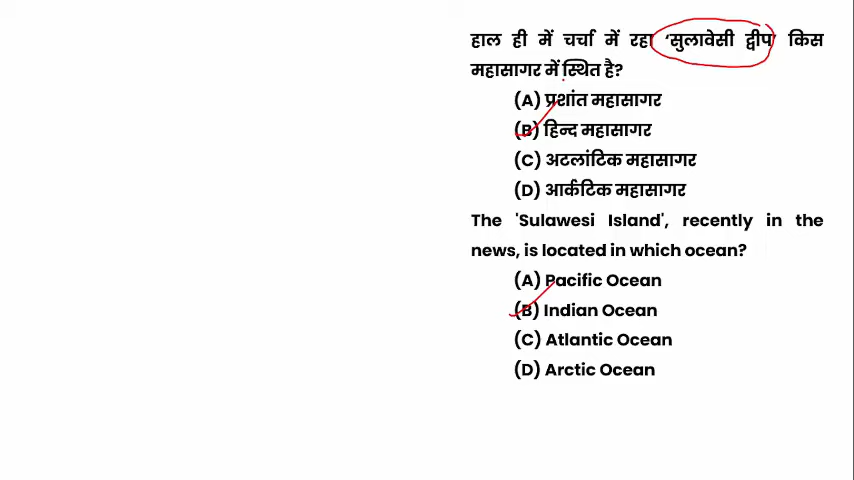 हाल ही में चर्चा में रहा 'सुलावेसी द्वीप' किस
महासागर में स्थित है?
(A) प्रशांत महासागर
(B) हिन्द महासागर
(C) अटलांटिक महासागर
(D) आर्कटिक महासागर
The 'Sulawesi Island', recently in the
news, is located in which ocean?
(A) Pacific Ocean
(B) Indian Ocean
(C) Atlantic Ocean
(D) Arctic Ocean